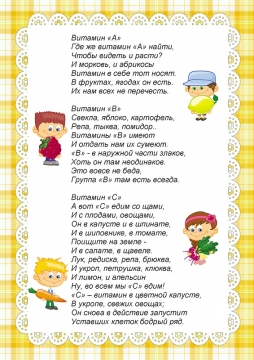 Витамин «А»
Где же витамин «А» найти,
Чтобы видеть и расти?
И морковь, и абрикосы
Витамин в себе тот носят.
В фруктах, ягодах он есть.
Их нам всех не перечесть.
Витамин «В»
Свекла, яблоко, картофель,
Репа, тыква, помидор..
Витамины «В» имеют
И отдать нам их сумеют.
«В» - в наружной части злаков,
Хоть он там неодинаков.
Это вовсе не беда,
Группа «В» там есть всегда.
Витамин «С»
А вот «С» едим со щами,
И с плодами, овощами,
Он в капусте и в шпинате,
И в шиповнике, в томате,
Поищите на земле -
И в салате, в щавеле.
Лук, редиска, репа, брюква,
И укроп, петрушка, клюква,
И лимон, и апельсин
Ну, во всем мы «С» едим!
«С» – витамин в цветной капусте,
В укропе, свежих овощах;
Он снова в действие запустит
Уставших клеток бодрый ряд.